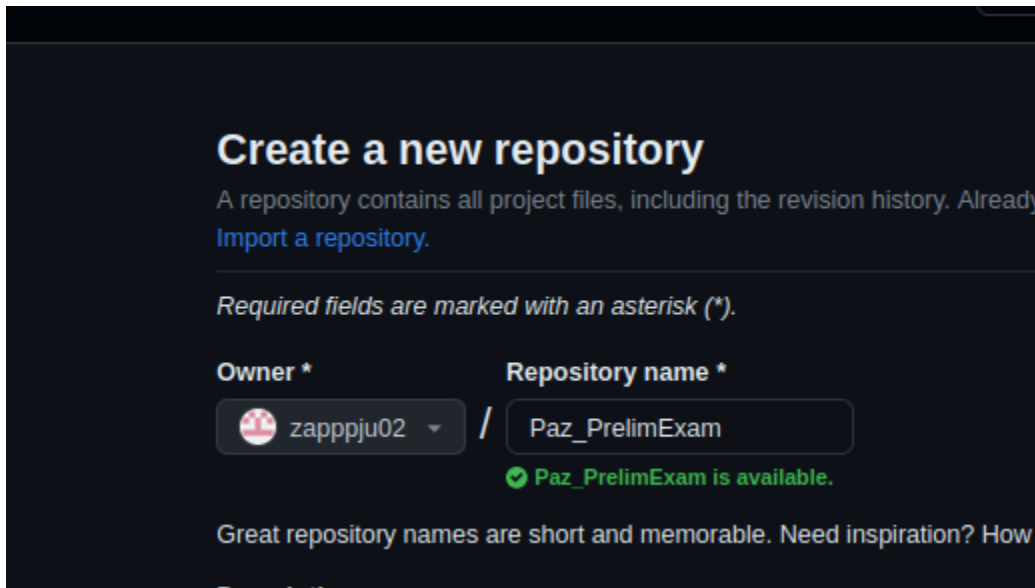 Create a new repository
A repository contains all project files, including the revision history. Already
Import a repository.
Required fields are marked with an asterisk (*).
Owner * Repository name *
zapppju02 / Paz_PrelimExam
Paz_PrelimExam is available.
Great repository names are short and memorable. Need inspiration? How